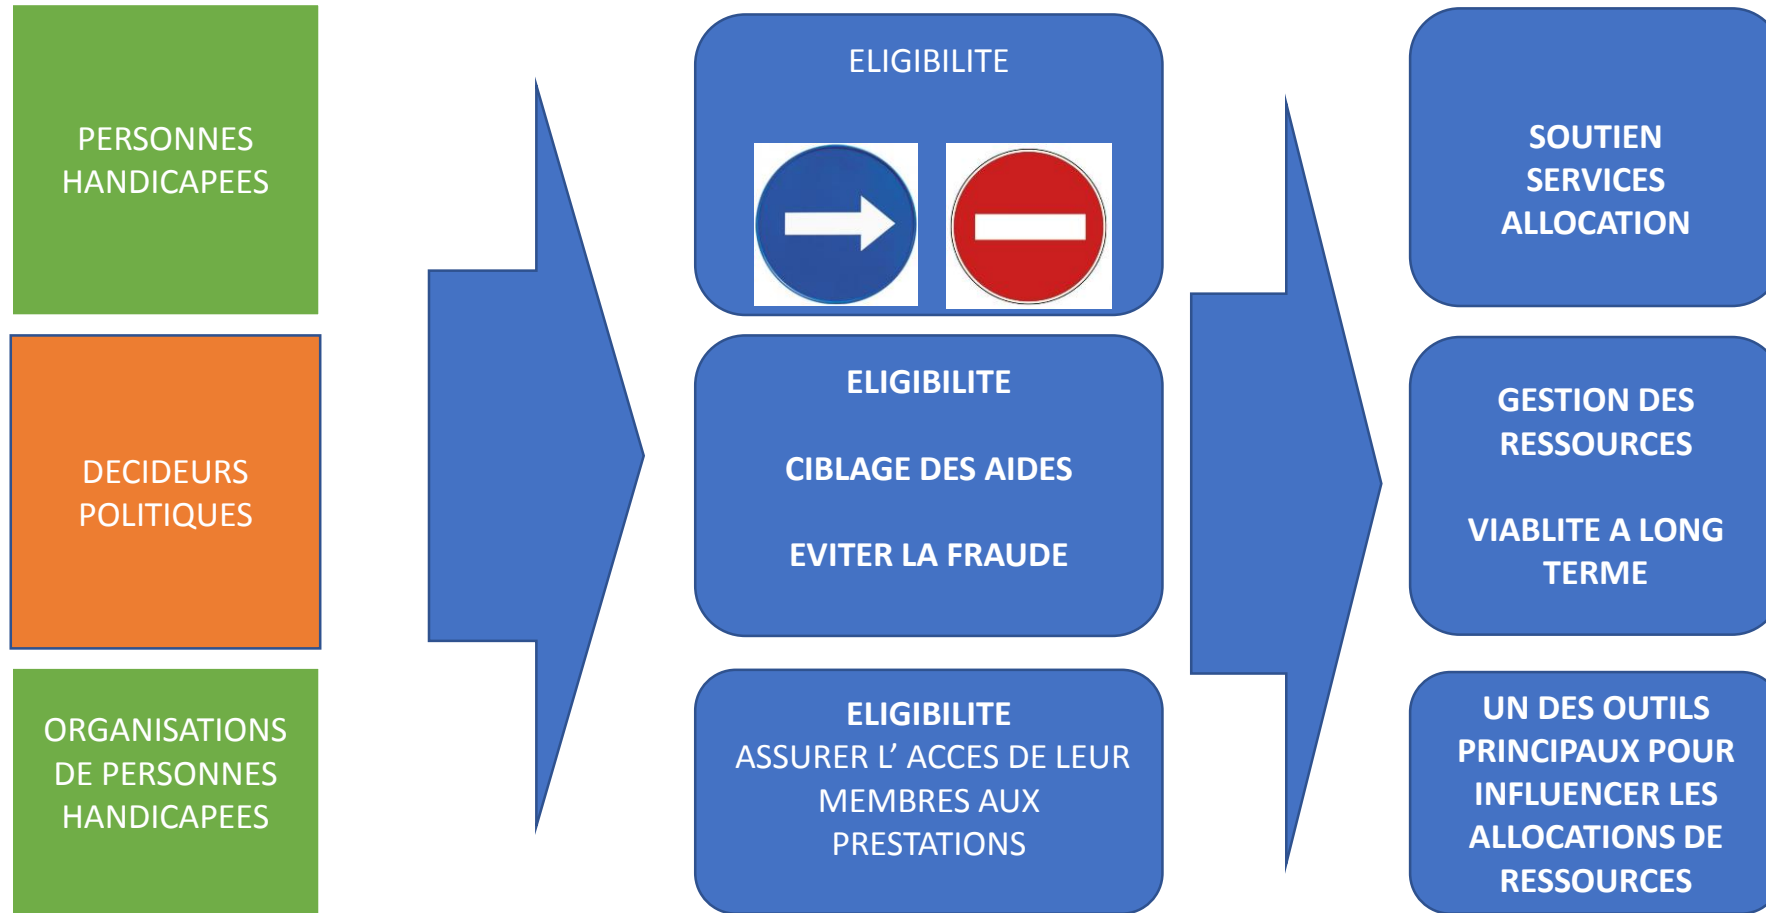 PERSONNES
HANDICAPEES
ELIGIBILITE
SOUTIEN
SERVICES
ALLOCATION
DECIDEURS
POLITIQUES
ELIGIBILITE
CIBLAGE DES AIDES
EVITER LA FRAUDE
GESTION DES
RESSOURCES
VIABLITE A LONG
TERME
ORGANISATIONS
DE PERSONNES
HANDICAPEES
ELIGIBILITE
ASSURER L’ ACCES DE LEUR
MEMBRES AUX
PRESTATIONS
UN DES OUTILS
PRINCIPAUX POUR
INFLUENCER LES
ALLOCATIONS DE
RESSOURCES